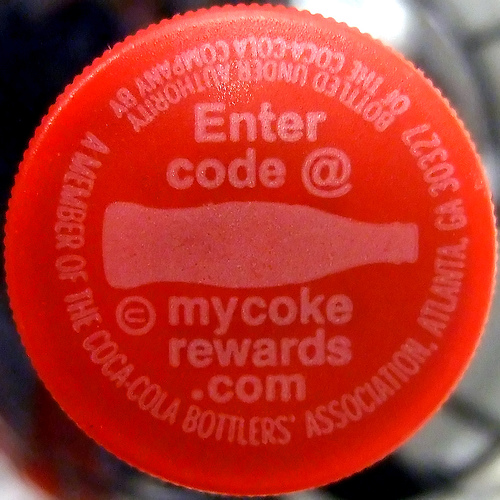 BOTTLED UNDER AUTHORITY
OF THE COCA-COLA COMPANY BY
A MEMBER OF THE COCA-COLA BOTTLERS' ASSOCIATION, ATLANTA, GA 30327
Enter
code @
U mycoke
rewards
.com